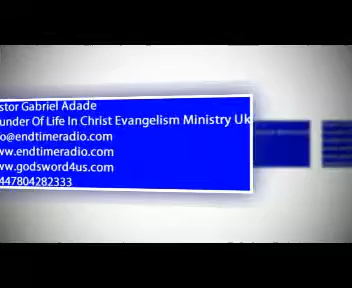 stor Gabriel Adade
under Of Life In Christ Evangelism Ministry Uk
fo@endtimeradio.com
ww.endtimeradio.com
ww.godsword4us.com
447804282333